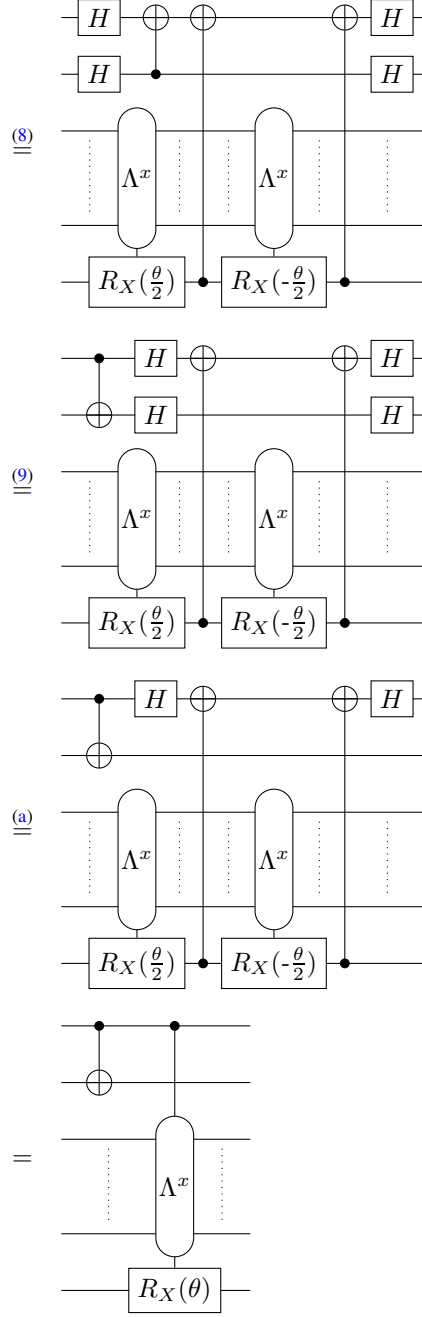 H H
H H
(8)
=
Λ^x Λ^x
R_X(θ/2) R_X(-θ/2)
H H
H H
(9)
=
Λ^x Λ^x
R_X(θ/2) R_X(-θ/2)
H H
(a)
=
Λ^x Λ^x
R_X(θ/2) R_X(-θ/2)
=
Λ^x
R_X(θ)